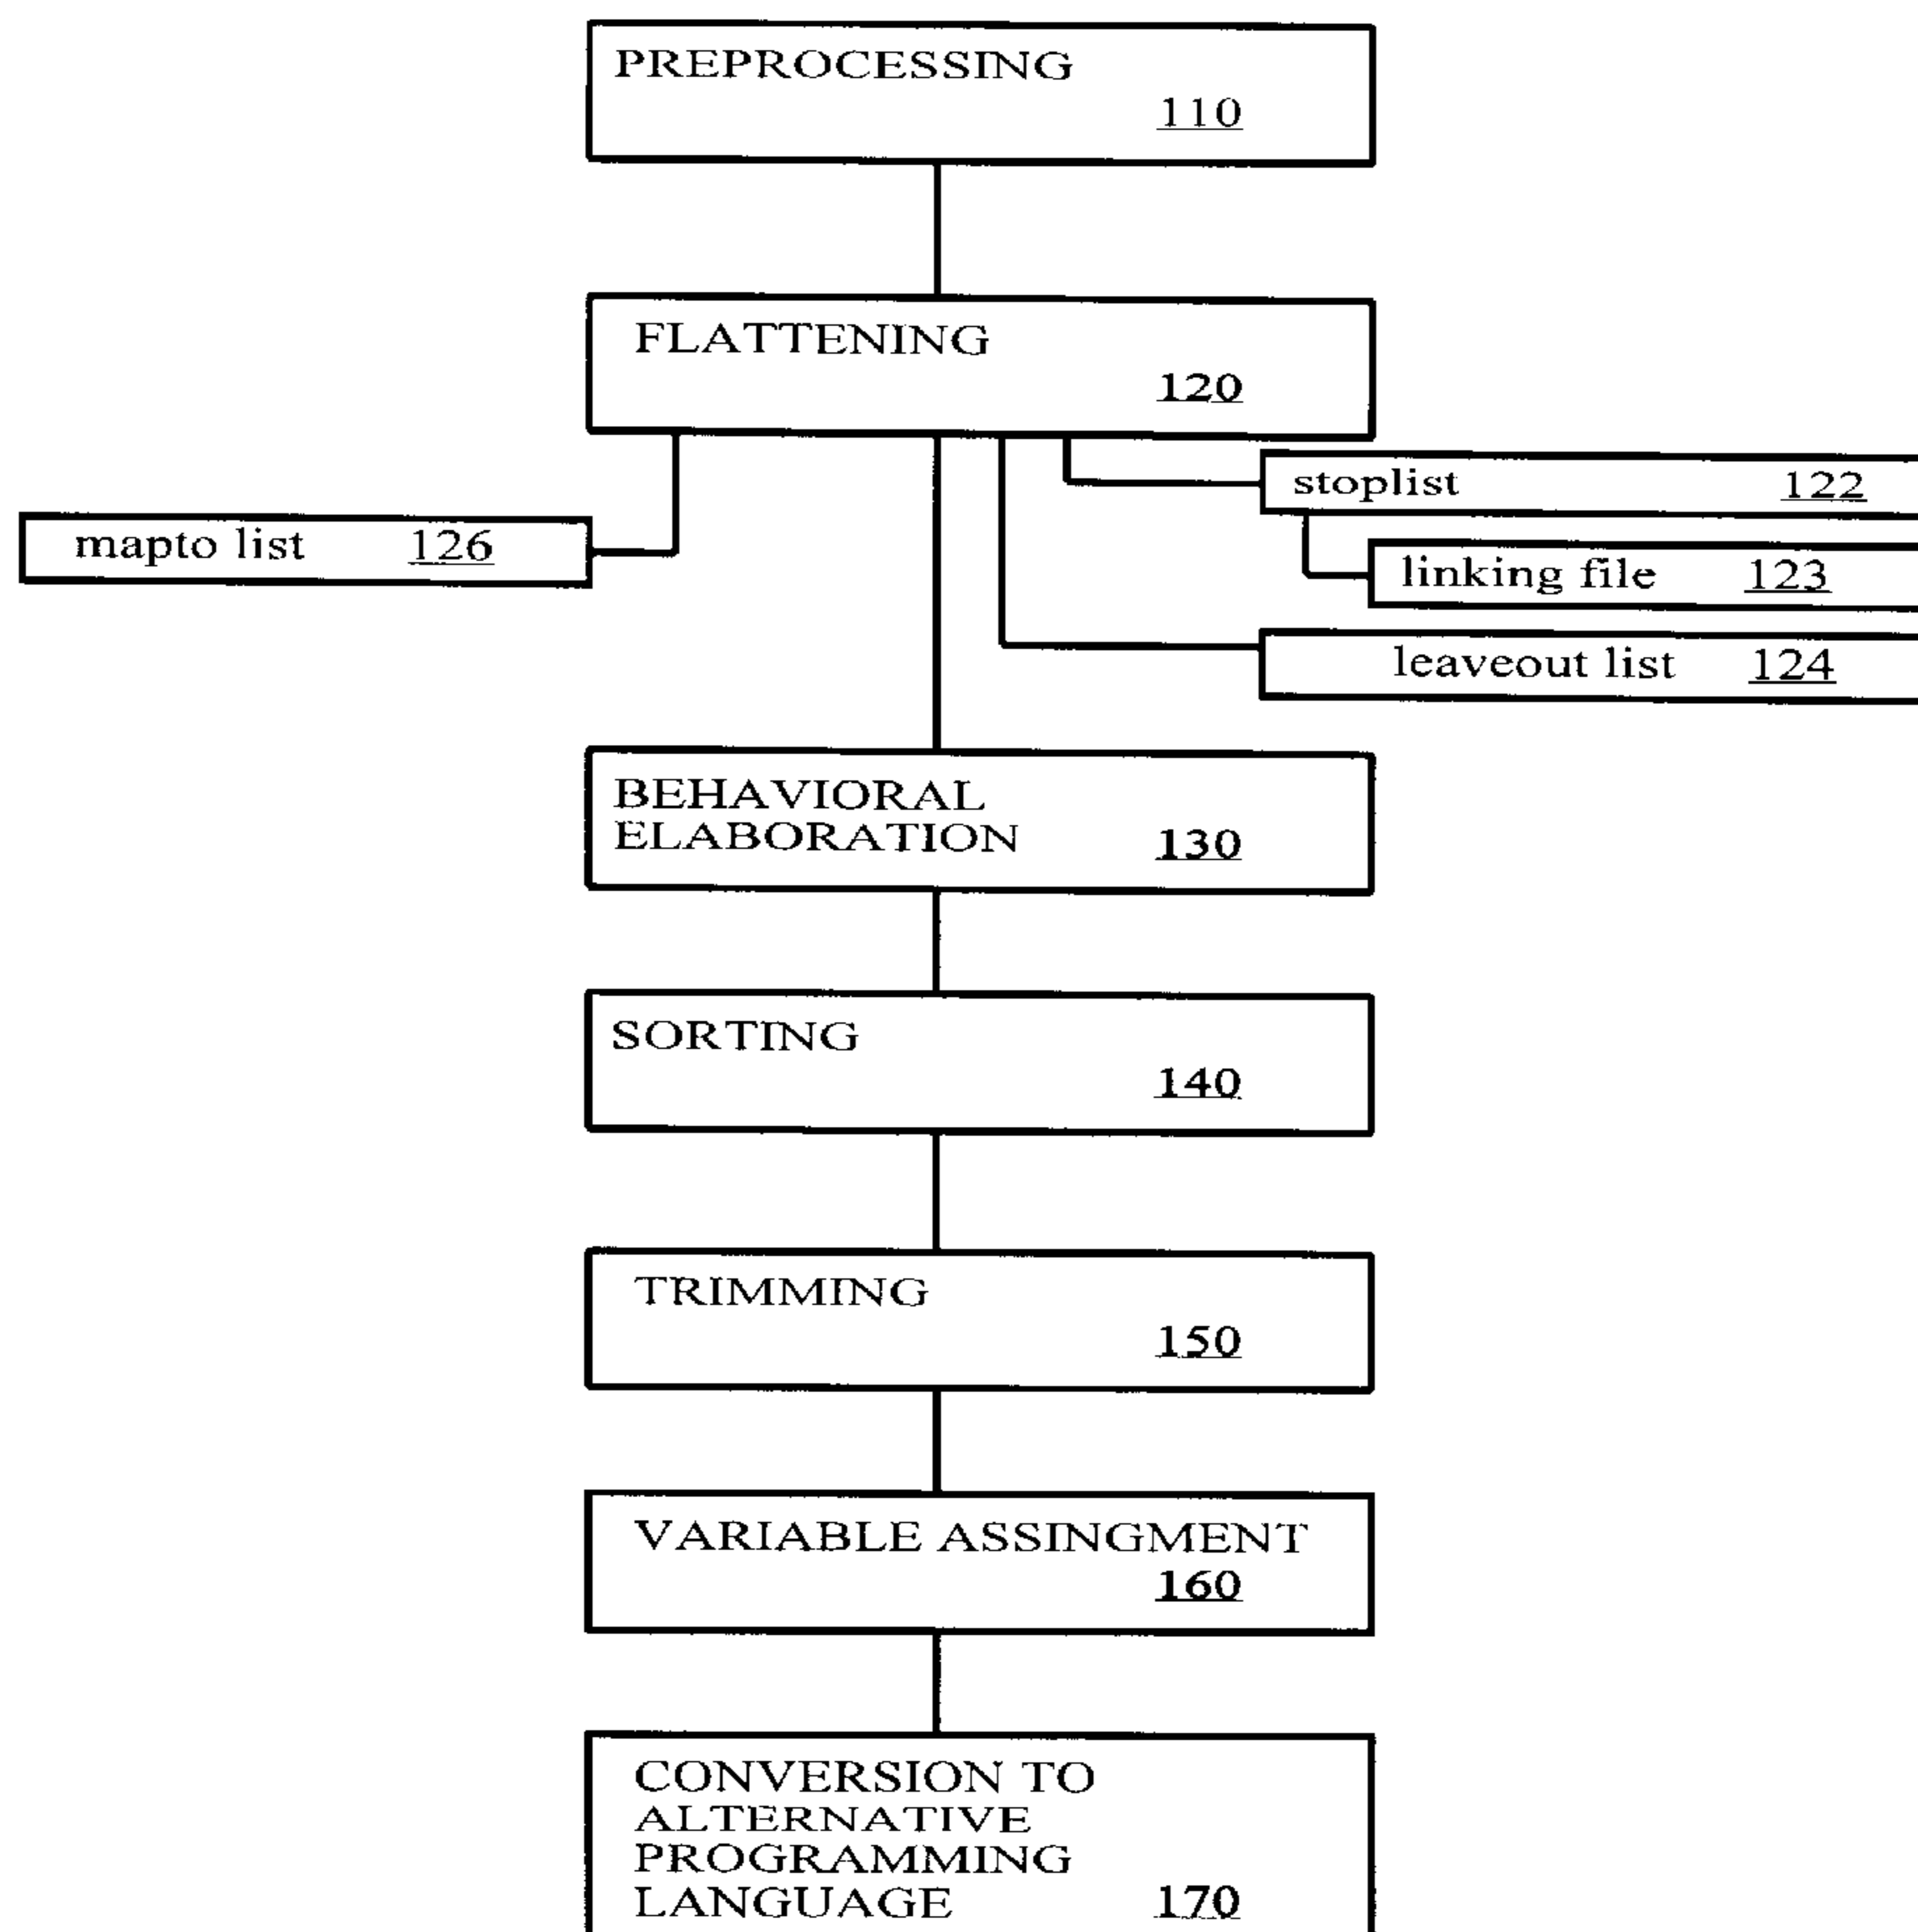 PREPROCESSING
110
FLATTENING
120
stoplist 122
mapto list 126
linking file 123
leaveout list 124
BEHAVIORAL
ELABORATION 130
SORTING
140
TRIMMING
150
VARIABLE ASSINGMENT
160
CONVERSION TO
ALTERNATIVE
PROGRAMMING
LANGUAGE 170